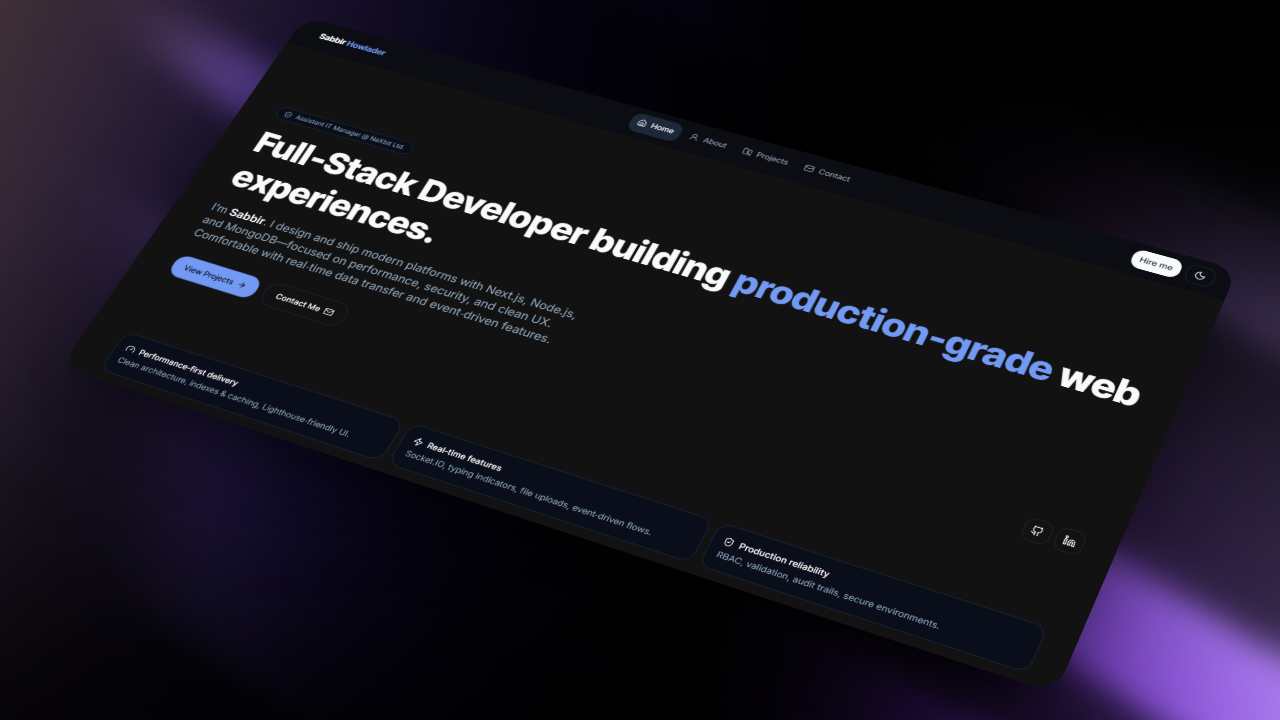 Sabbir Howlader
Home
About
Projects
Contact
Hire me
Assistant IT Manager @ NeXbit Ltd.
Full-Stack Developer building production-grade web
experiences.
I'm Sabbir. I design and ship modern platforms with Next.js, Node.js,
and MongoDB—focused on performance, security, and clean UX.
Comfortable with real-time data transfer and event-driven features.
View Projects →
Contact Me
Performance-first delivery
Clean architecture, indexes & caching, Lighthouse-friendly UI.
Real-time features
Socket.IO, typing indicators, file uploads, event-driven flows.
Production reliability
RBAC, validation, audit trails, secure environments.